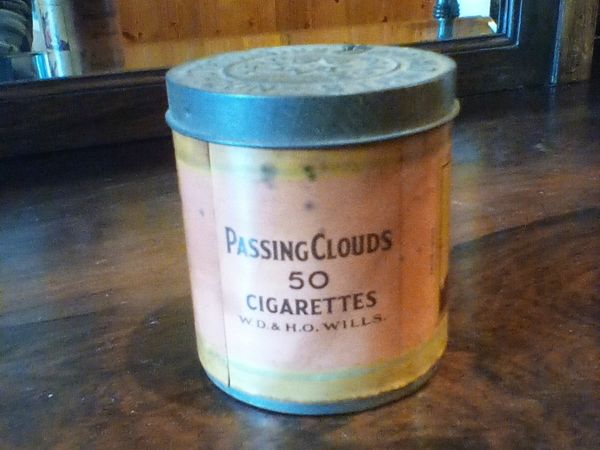 PASSING CLOUDS
50
CIGARETTES
W.D. & H.O. WILLS.